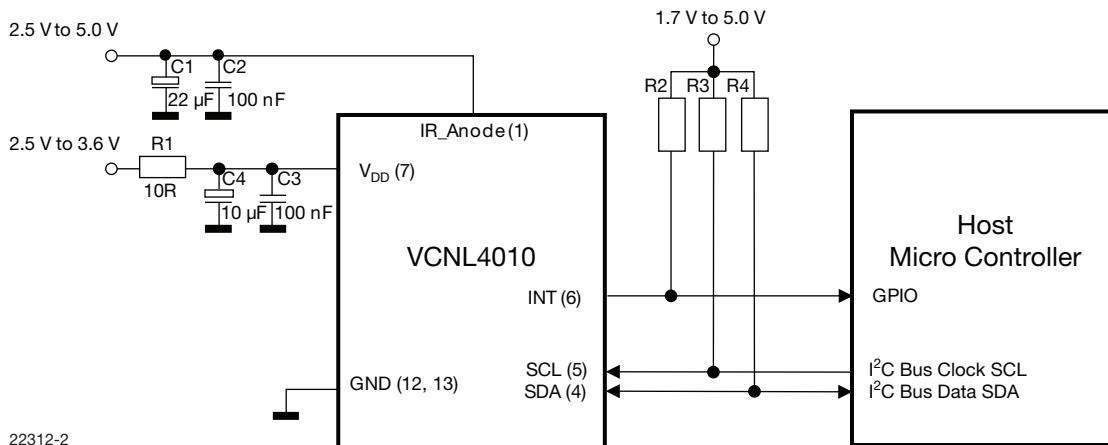 2.5 V to 5.0 V
1.7 V to 5.0 V
C1
C2
22 µF
100 nF
R2
R3
R4
IR_Anode (1)
2.5 V to 3.6 V
R1
10R
C4
C3
10 µF
100 nF
VDD (7)
VCNL4010
Host
Micro Controller
INT (6)
GPIO
SCL (5)
I²C Bus Clock SCL
GND (12, 13)
SDA (4)
I²C Bus Data SDA
22312-2